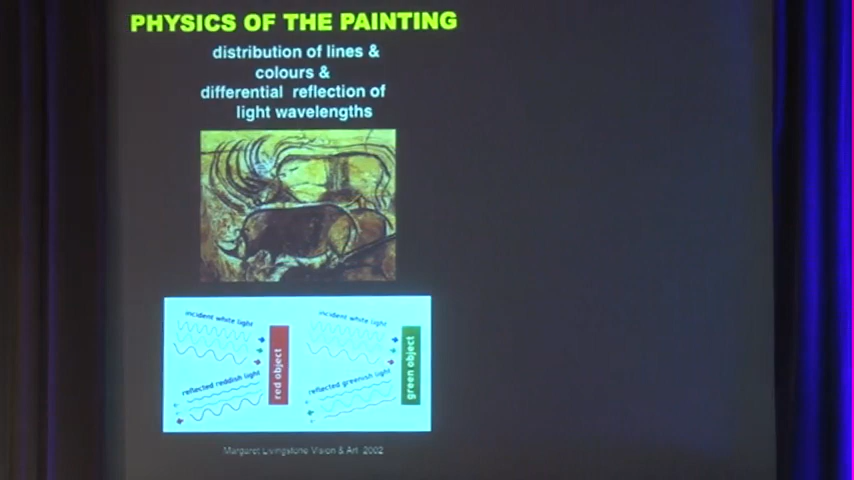 PHYSICS OF THE PAINTING
distribution of lines &
colours &
differential reflection of
light wavelengths
incident white light
incident white light
red object
green object
reflected reddish light
reflected greenish light
Margaret Livingstone Vision & Art 2002